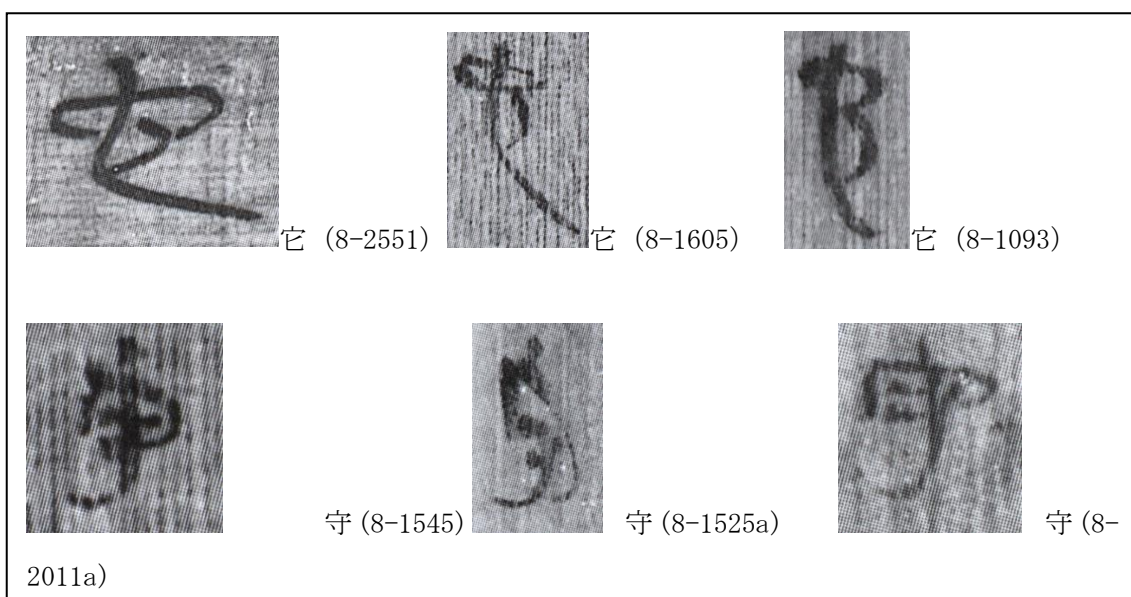 它 (8-2551) 它 (8-1605) 它 (8-1093)
守(8-1545) 守(8-1525a) 守(8-
2011a)